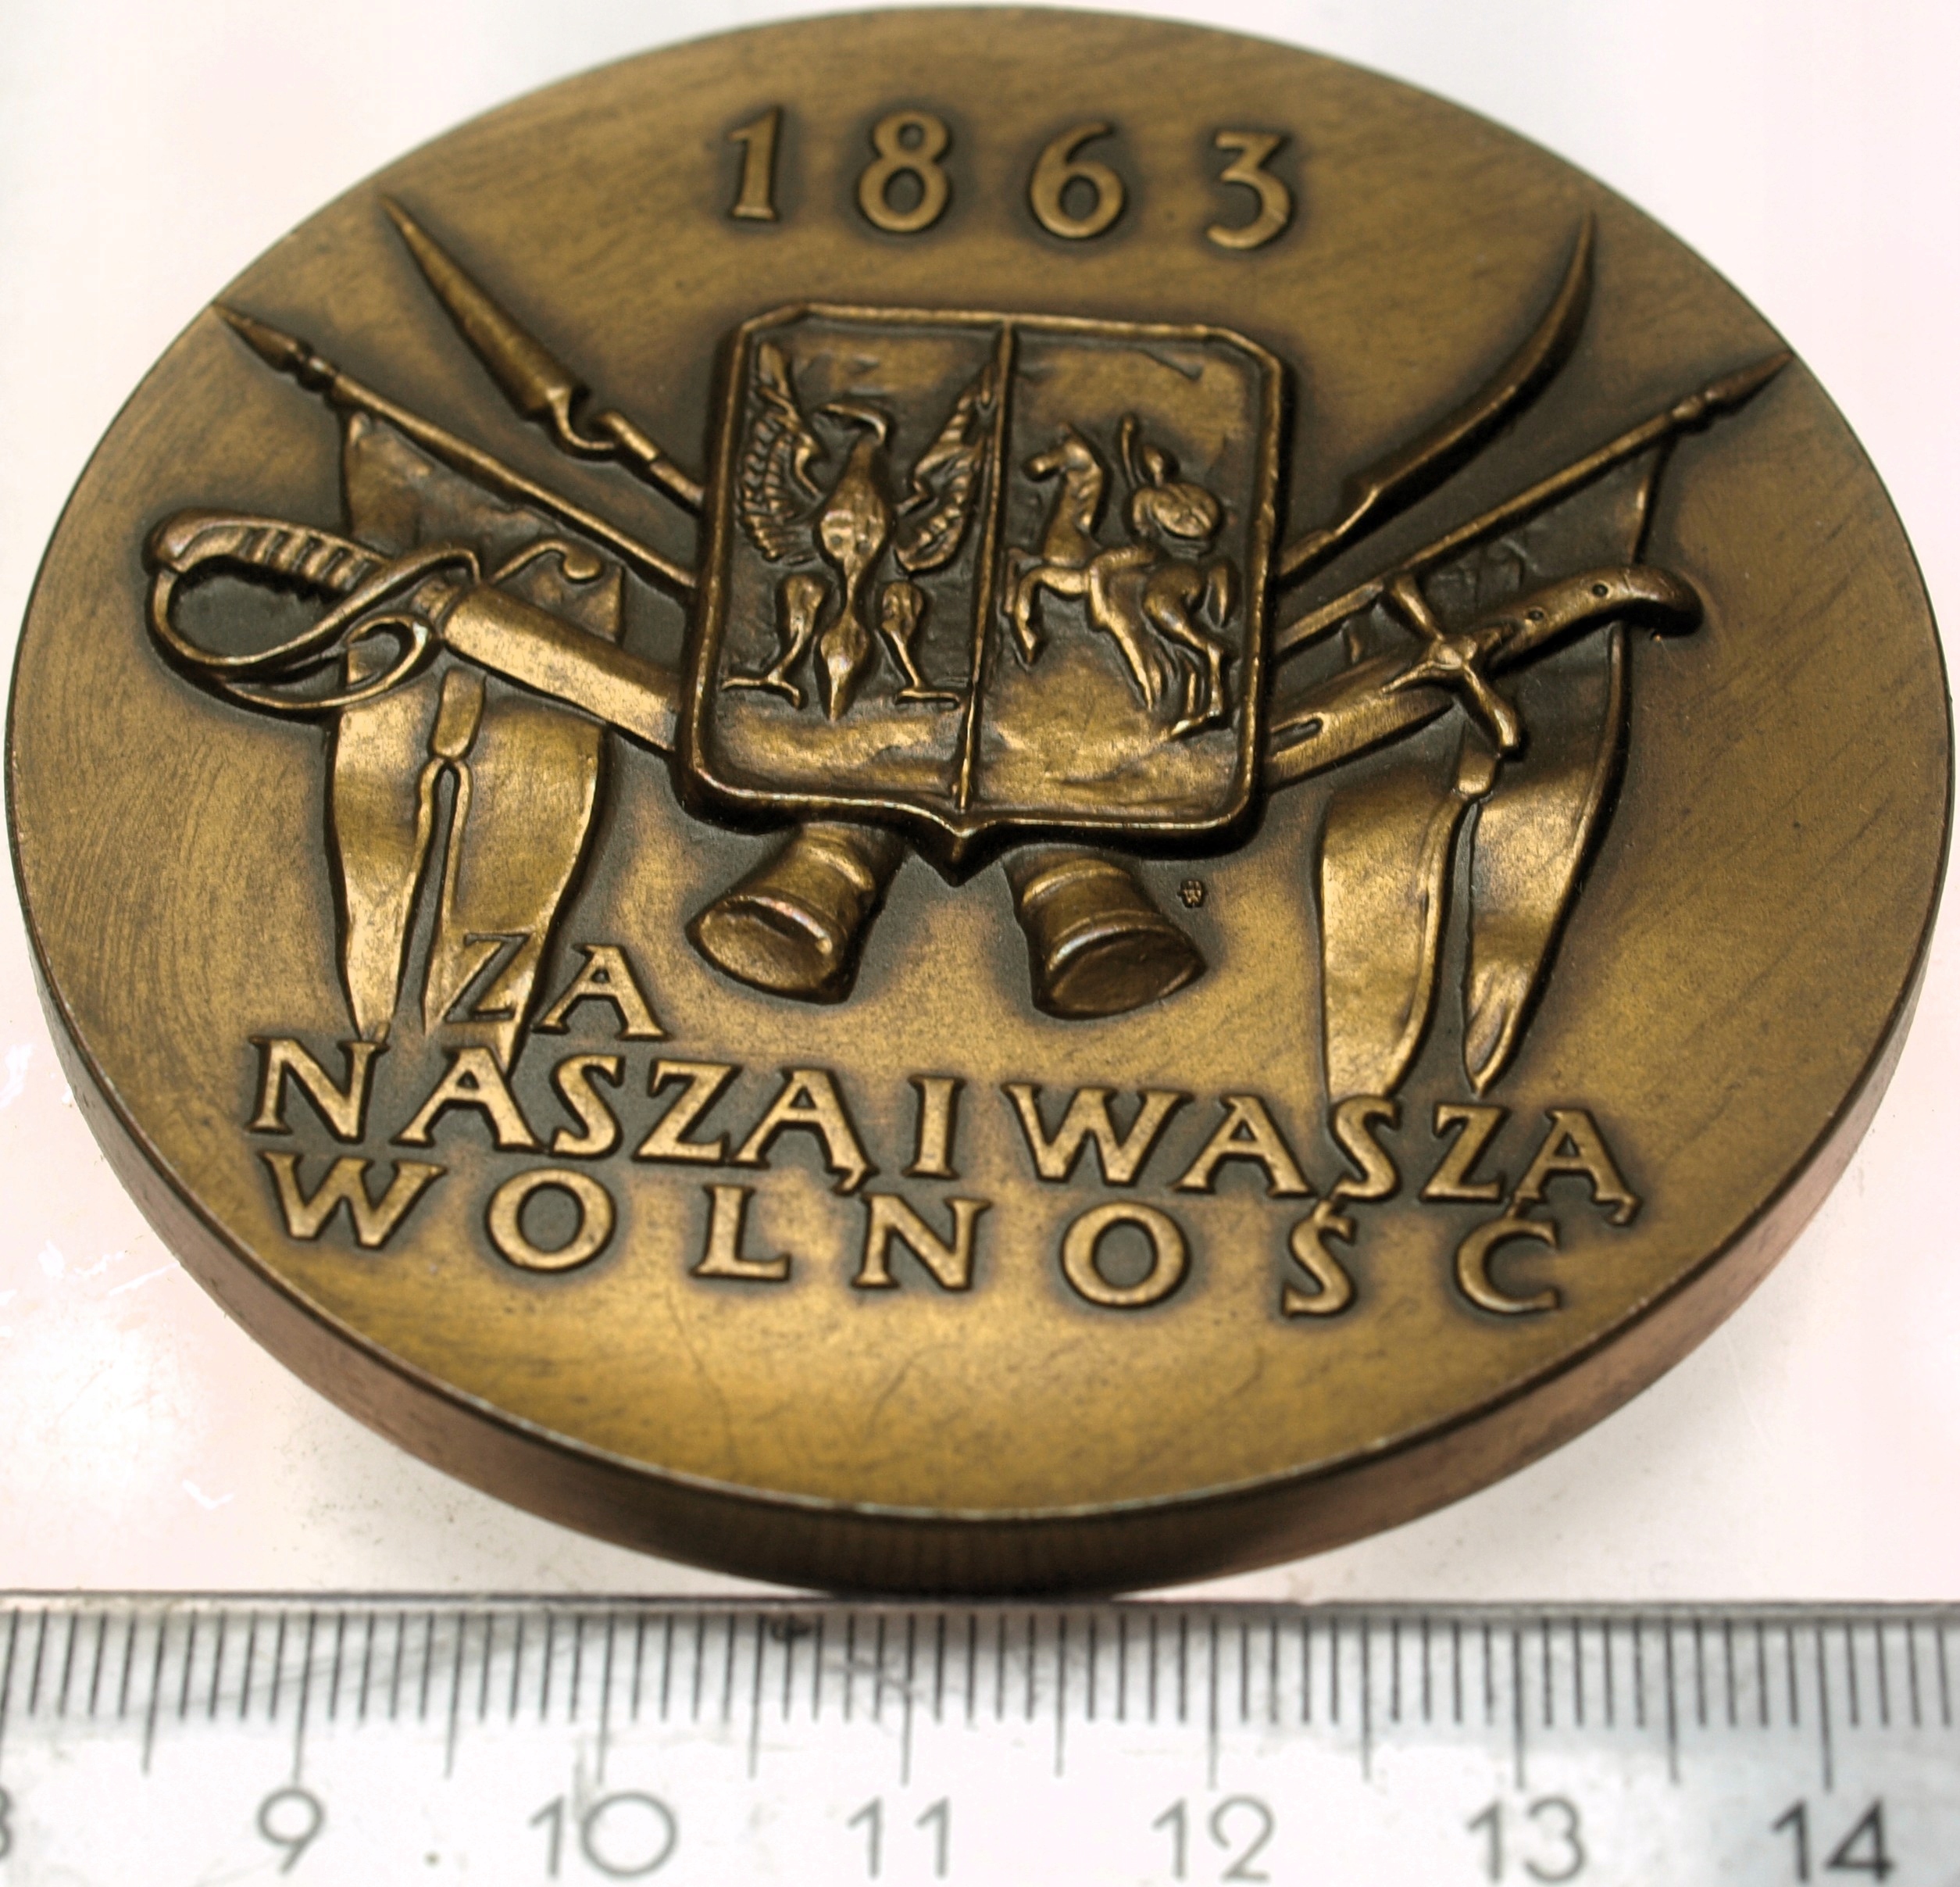 1863
ZA
NASZĄ I WASZĄ
WOLNOŚĆ
9 10 11 12 13 14